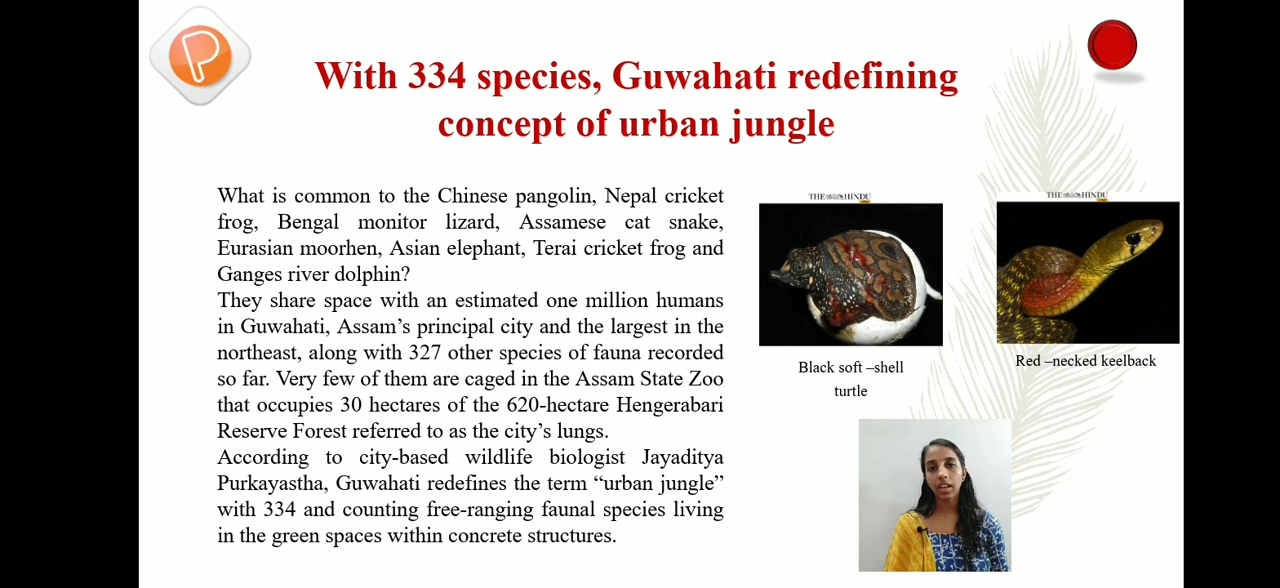 With 334 species, Guwahati redefining
concept of urban jungle
What is common to the Chinese pangolin, Nepal cricket
frog, Bengal monitor lizard, Assamese cat snake,
Eurasian moorhen, Asian elephant, Terai cricket frog and
Ganges river dolphin?
They share space with an estimated one million humans
in Guwahati, Assam’s principal city and the largest in the
northeast, along with 327 other species of fauna recorded
so far. Very few of them are caged in the Assam State Zoo
that occupies 30 hectares of the 620-hectare Hengerabari
Reserve Forest referred to as the city’s lungs.
According to city-based wildlife biologist Jayaditya
Purkayastha, Guwahati redefines the term “urban jungle”
with 334 and counting free-ranging faunal species living
in the green spaces within concrete structures.
THE HINDU
Black soft –shell
turtle
THE HINDU
Red –necked keelback
P